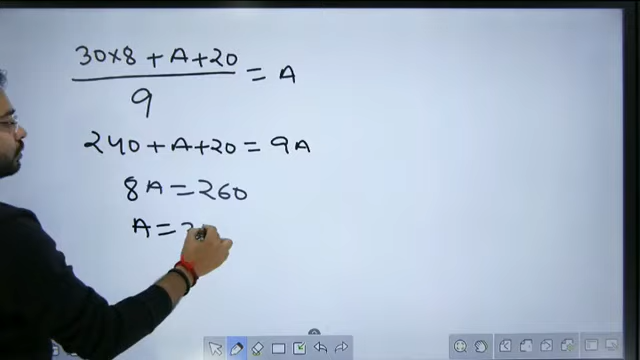 30×8 + A + 20
9
= A
240 + A + 20 = 9A
8A = 260
A =